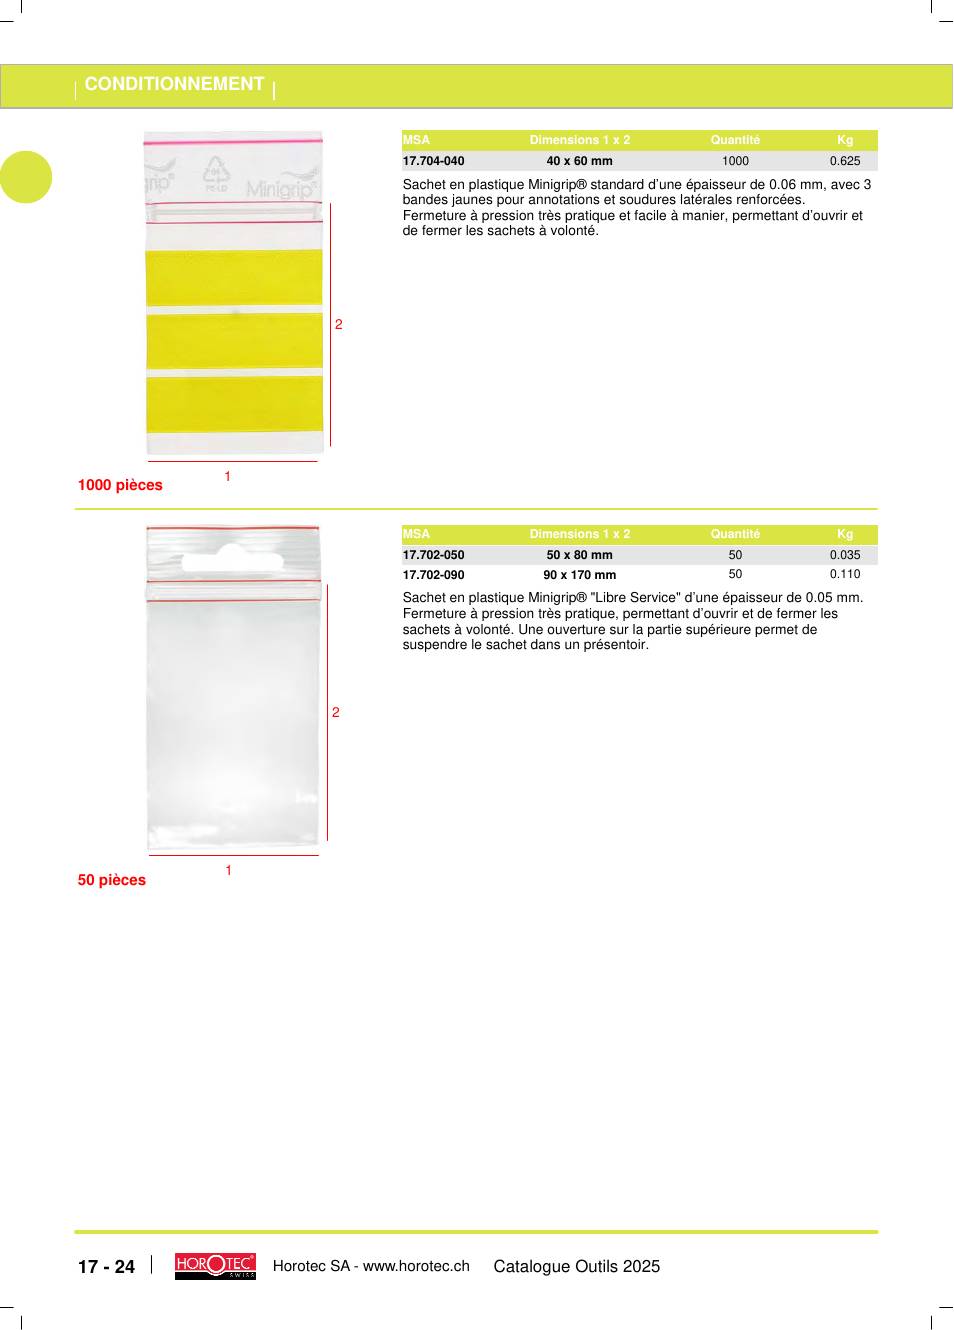 CONDITIONNEMENT
Minigrip®
04
PE-LD
Minigrip®
2
1
1000 pièces
MSA Dimensions 1 x 2 Quantité Kg
17.704-040 40 x 60 mm 1000 0.625
Sachet en plastique Minigrip® standard d'une épaisseur de 0.06 mm, avec 3
bandes jaunes pour annotations et soudures latérales renforcées.
Fermeture à pression très pratique et facile à manier, permettant d'ouvrir et
de fermer les sachets à volonté.
2
1
50 pièces
MSA Dimensions 1 x 2 Quantité Kg
17.702-050 50 x 80 mm 50 0.035
17.702-090 90 x 170 mm 50 0.110
Sachet en plastique Minigrip® "Libre Service" d'une épaisseur de 0.05 mm.
Fermeture à pression très pratique, permettant d'ouvrir et de fermer les
sachets à volonté. Une ouverture sur la partie supérieure permet de
suspendre le sachet dans un présentoir.
17 - 24 HOROTEC® SWISS Horotec SA - www.horotec.ch Catalogue Outils 2025